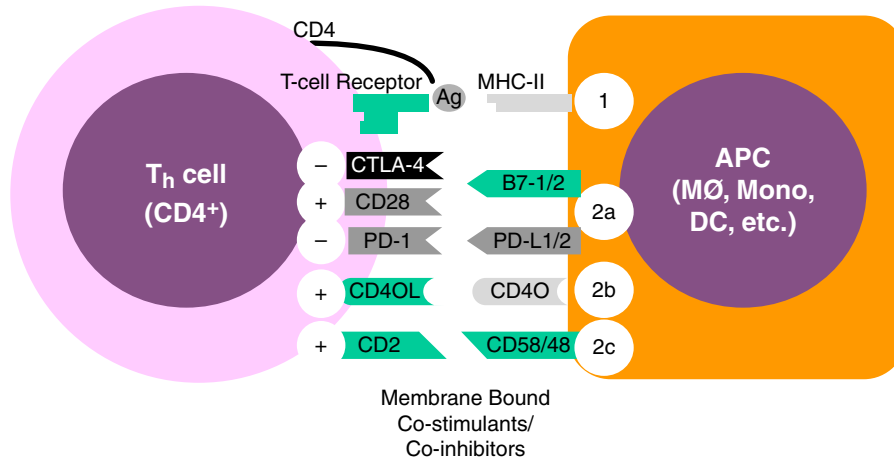 CD4
T-cell Receptor
Ag
MHC-II
1
Th cell
(CD4+)
APC
(MØ, Mono,
DC, etc.)
– CTLA-4
B7-1/2
+ CD28
2a
– PD-1
PD-L1/2
+ CD4OL
CD4O
2b
+ CD2
CD58/48
2c
Membrane Bound
Co-stimulants/
Co-inhibitors